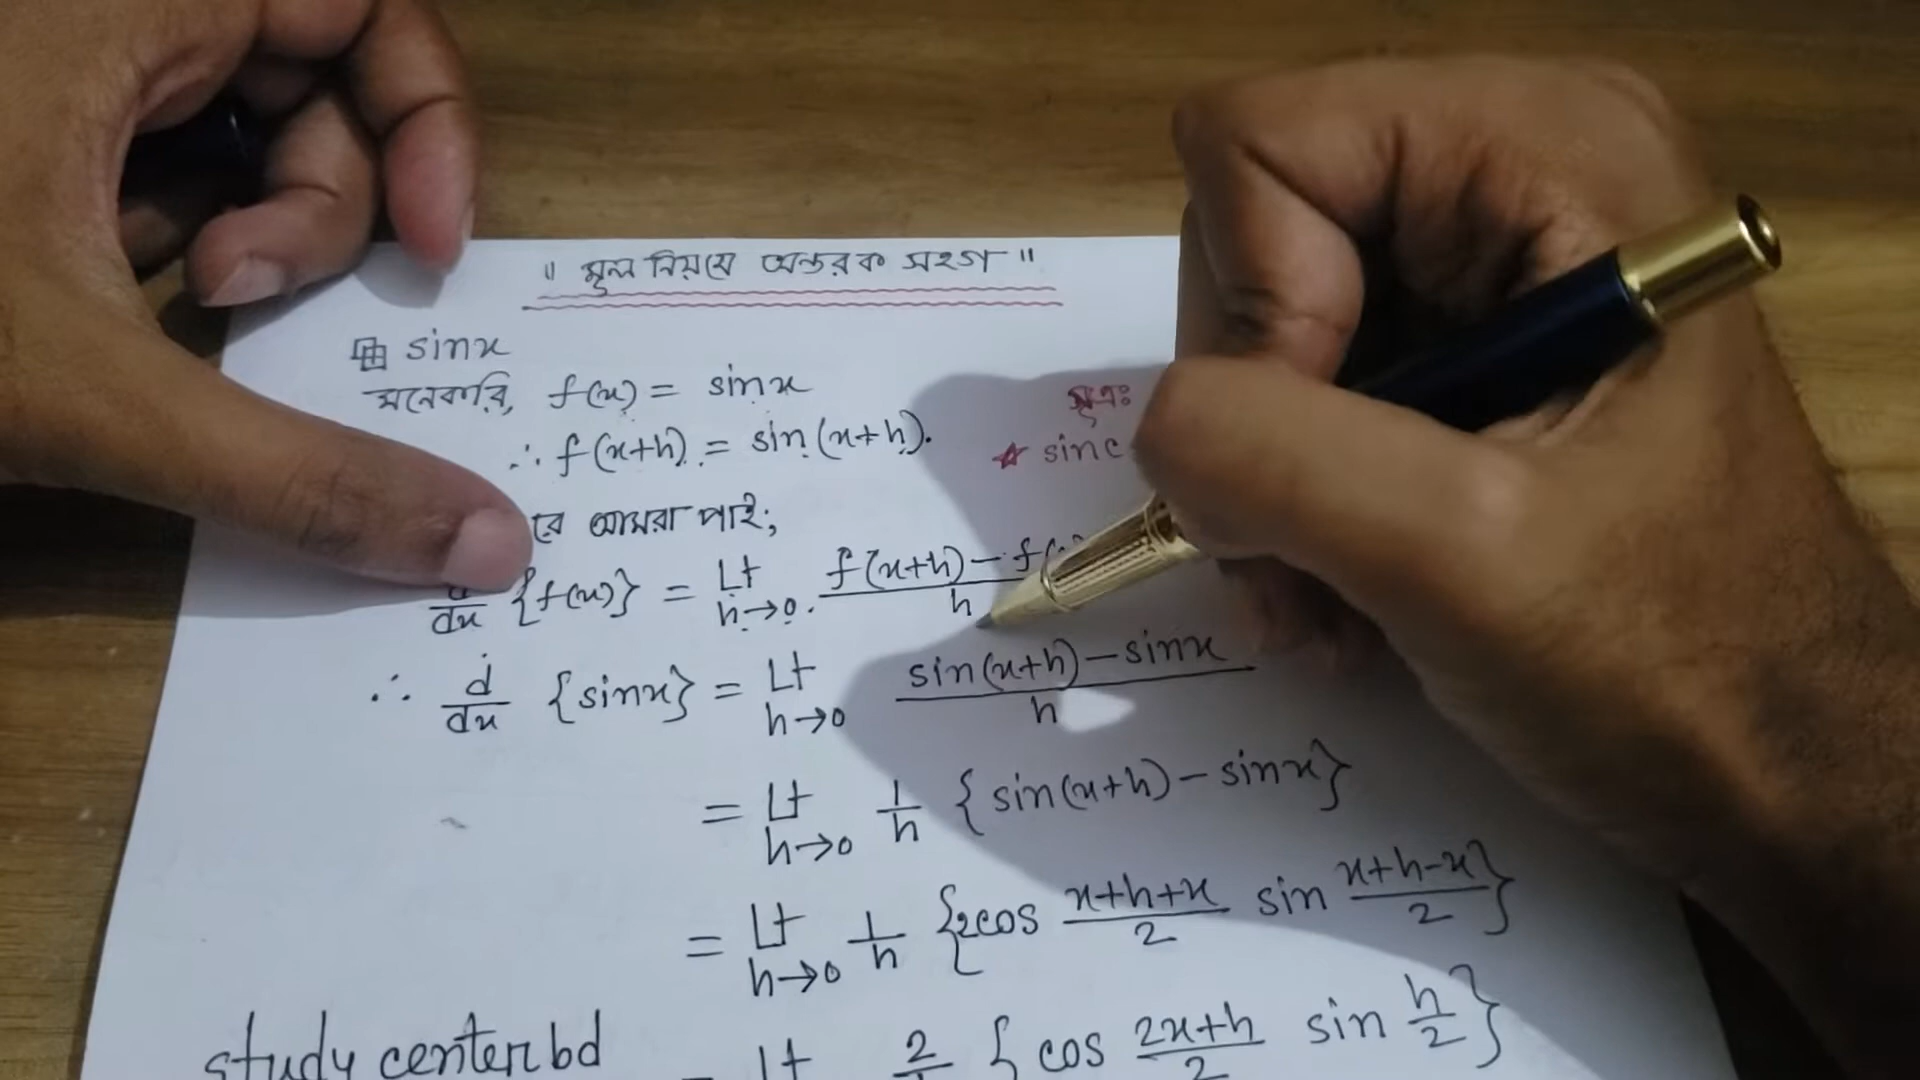 " মূল নিয়মে অন্তরক সহগ "
sinx
মনেকরি, f(x) = sinx
∴ f(x+h) = sin(x+h).
সূত্রঃ
★ sinc
রে আমরা পাই;
d/dx {f(x)} = Lt h→0 . f(x+h) − f( / h
∴ d/dx {sinx} = Lt h→0 sin(x+h)−sinx / h
= Lt h→0 1/h {sin(x+h)−sinx}
= Lt h→0 1/h {2cos x+h+x/2 sin x+h−x/2}
= Lt 2/ {cos 2x+h/2 sin h/2}
study center bd